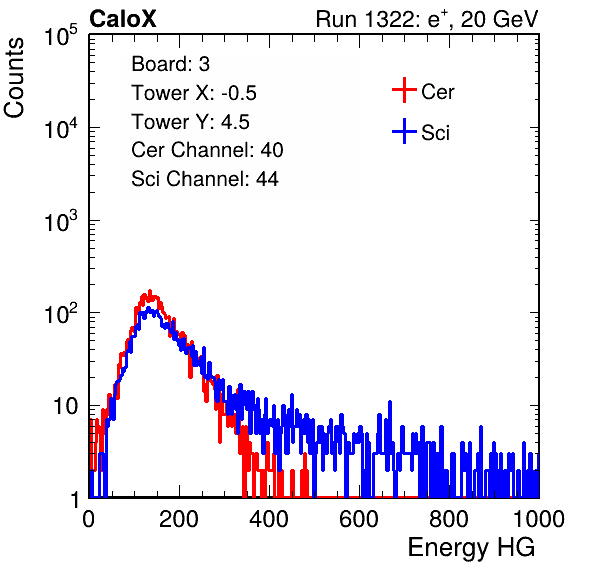 CaloX Run 1322: e⁺, 20 GeV
Counts
Board: 3
Tower X: -0.5
Tower Y: 4.5
Cer Channel: 40
Sci Channel: 44
Cer
Sci
10⁵
10⁴
10³
10²
10
1
0 200 400 600 800 1000
Energy HG